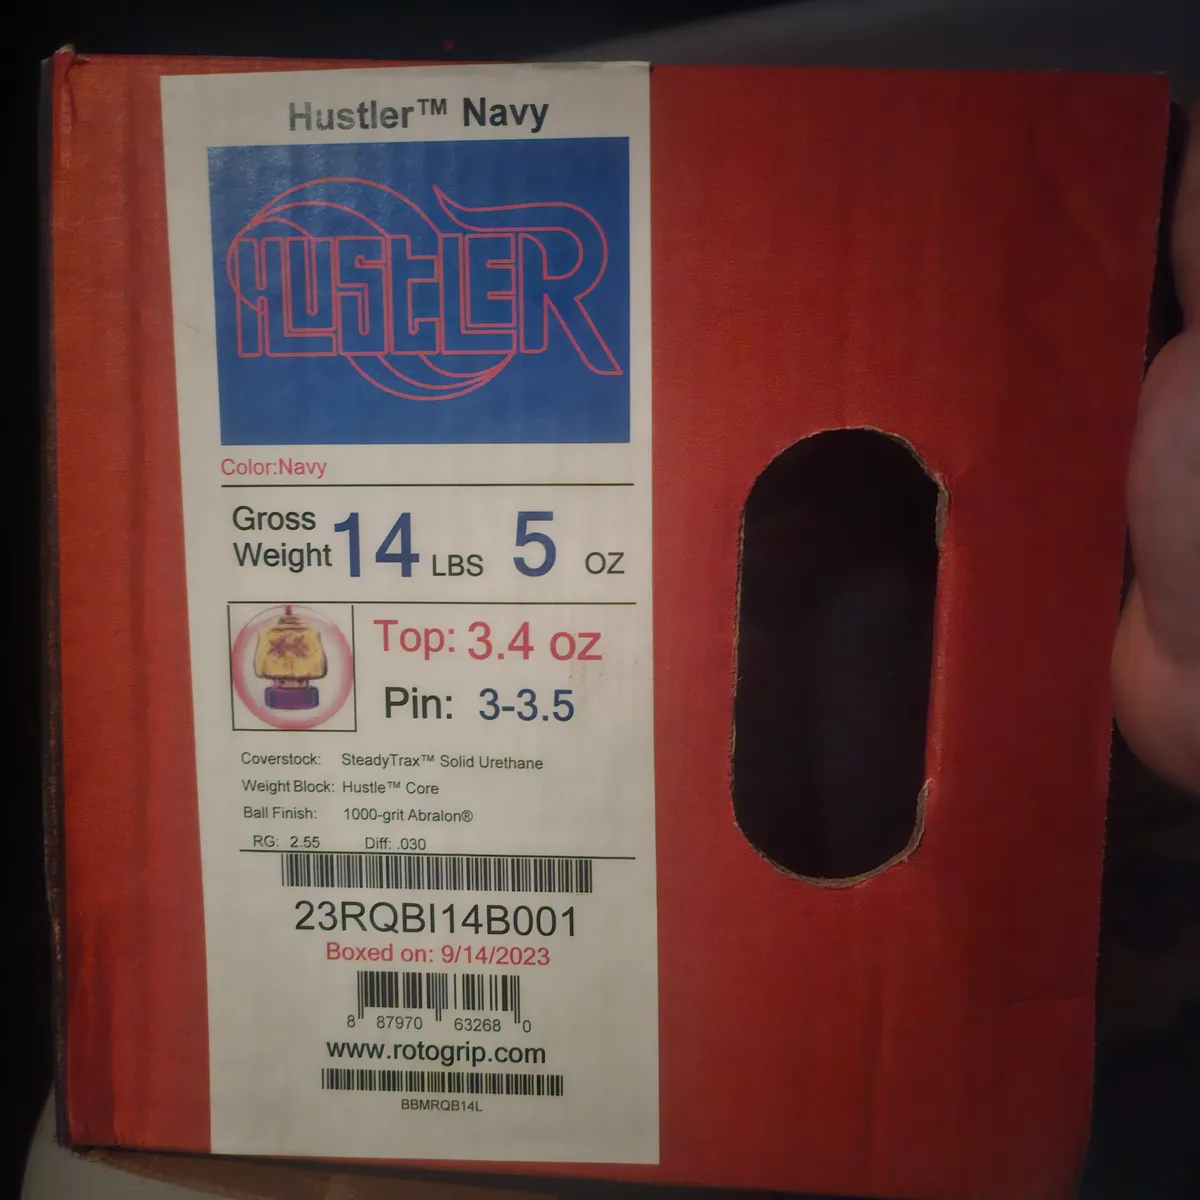 Hustler™ Navy
HUSTLER
Color:Navy
Gross Weight 14 LBS 5 OZ
Top: 3.4 oz
Pin: 3-3.5
Coverstock: SteadyTrax™ Solid Urethane
Weight Block: Hustle™ Core
Ball Finish: 1000-grit Abralon®
RG: 2.55 Diff: .030
23RQBI14B001
Boxed on: 9/14/2023
8 87970 63268 0
www.rotogrip.com
BBMRQB14L